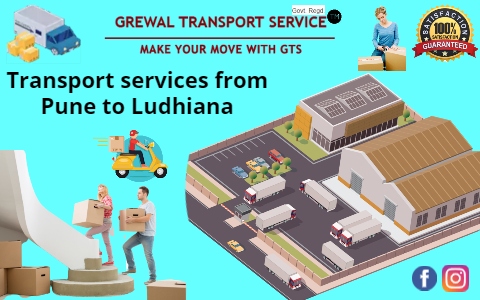 Govt Regd
GREWAL TRANSPORT SERVICE
MAKE YOUR MOVE WITH GTS
SATISFACTION
100%
SATISFACTION
GUARANTEED
Transport services from
Pune to Ludhiana